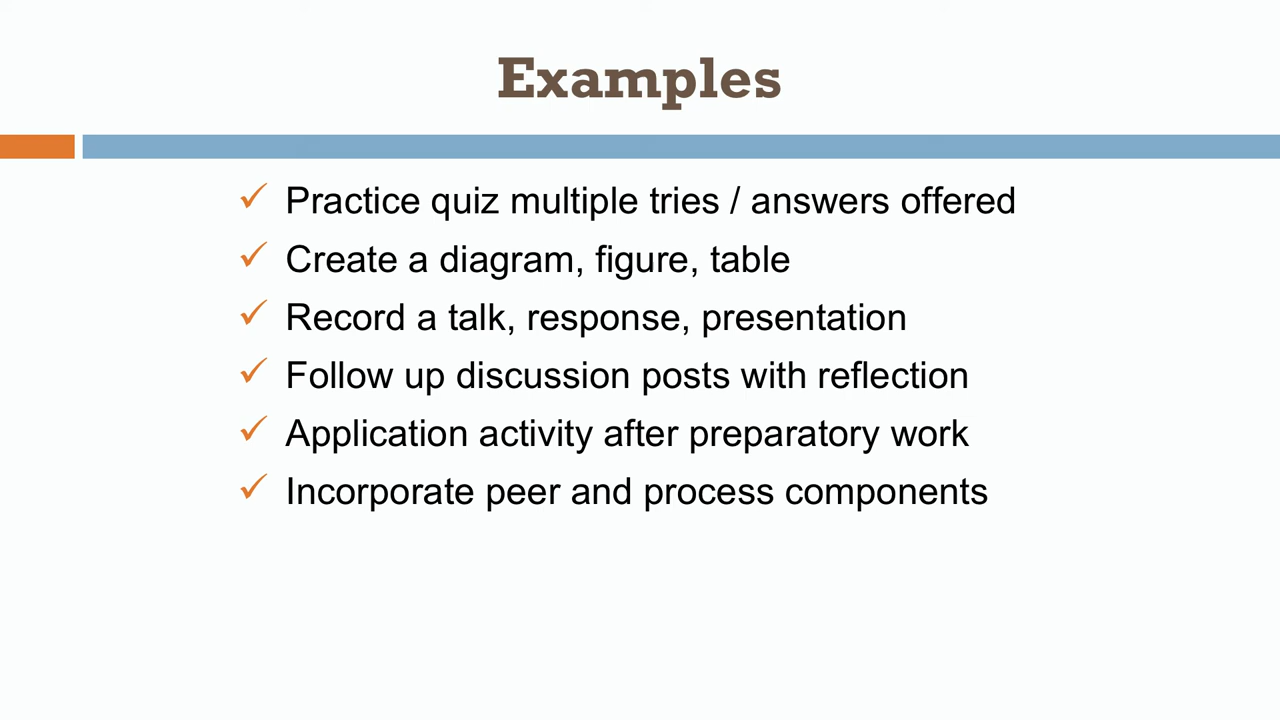 Examples
✓ Practice quiz multiple tries / answers offered
✓ Create a diagram, figure, table
✓ Record a talk, response, presentation
✓ Follow up discussion posts with reflection
✓ Application activity after preparatory work
✓ Incorporate peer and process components